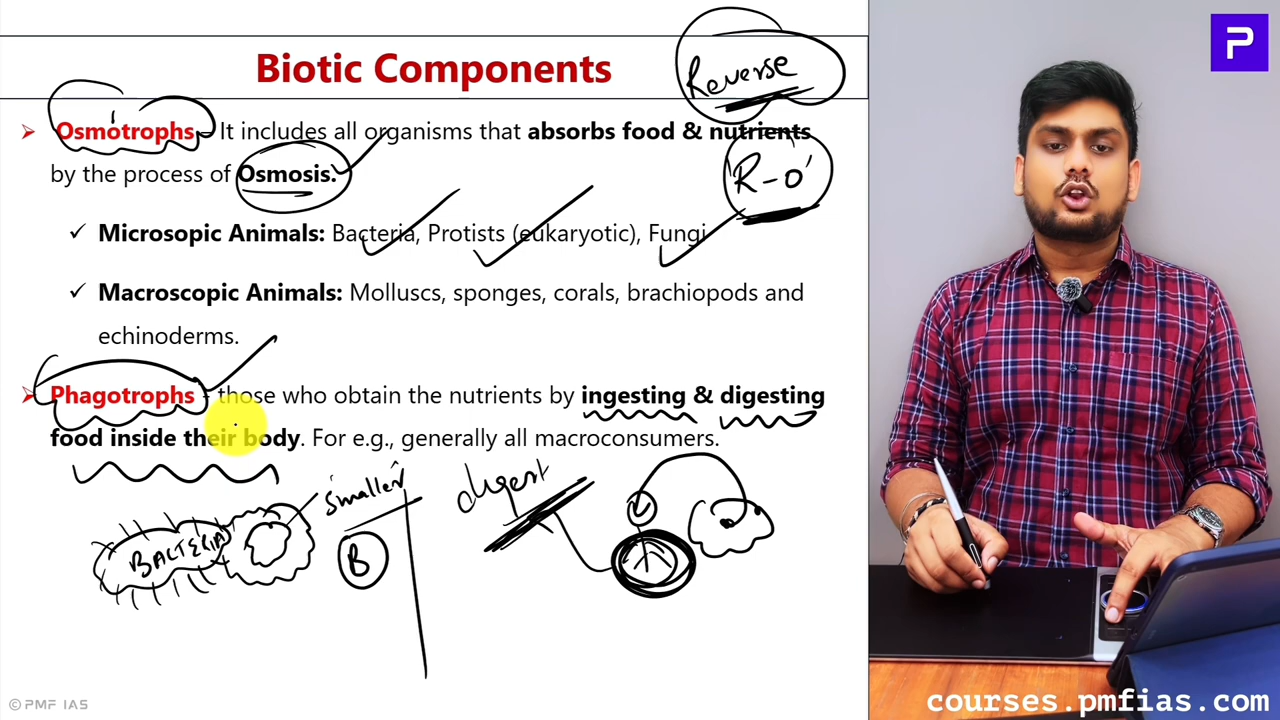 Biotic Components
Reverse
Osmotrophs - It includes all organisms that absorbs food & nutrients
by the process of Osmosis.
'R-O'
Microsopic Animals: Bacteria, Protists (eukaryotic), Fungi
Macroscopic Animals: Molluscs, sponges, corals, brachiopods and
echinoderms.
Phagotrophs - those who obtain the nutrients by ingesting & digesting
food inside their body. For e.g., generally all macroconsumers.
smaller
digest
BACTERIA
B
P
©PMF IAS
courses.pmfias.com